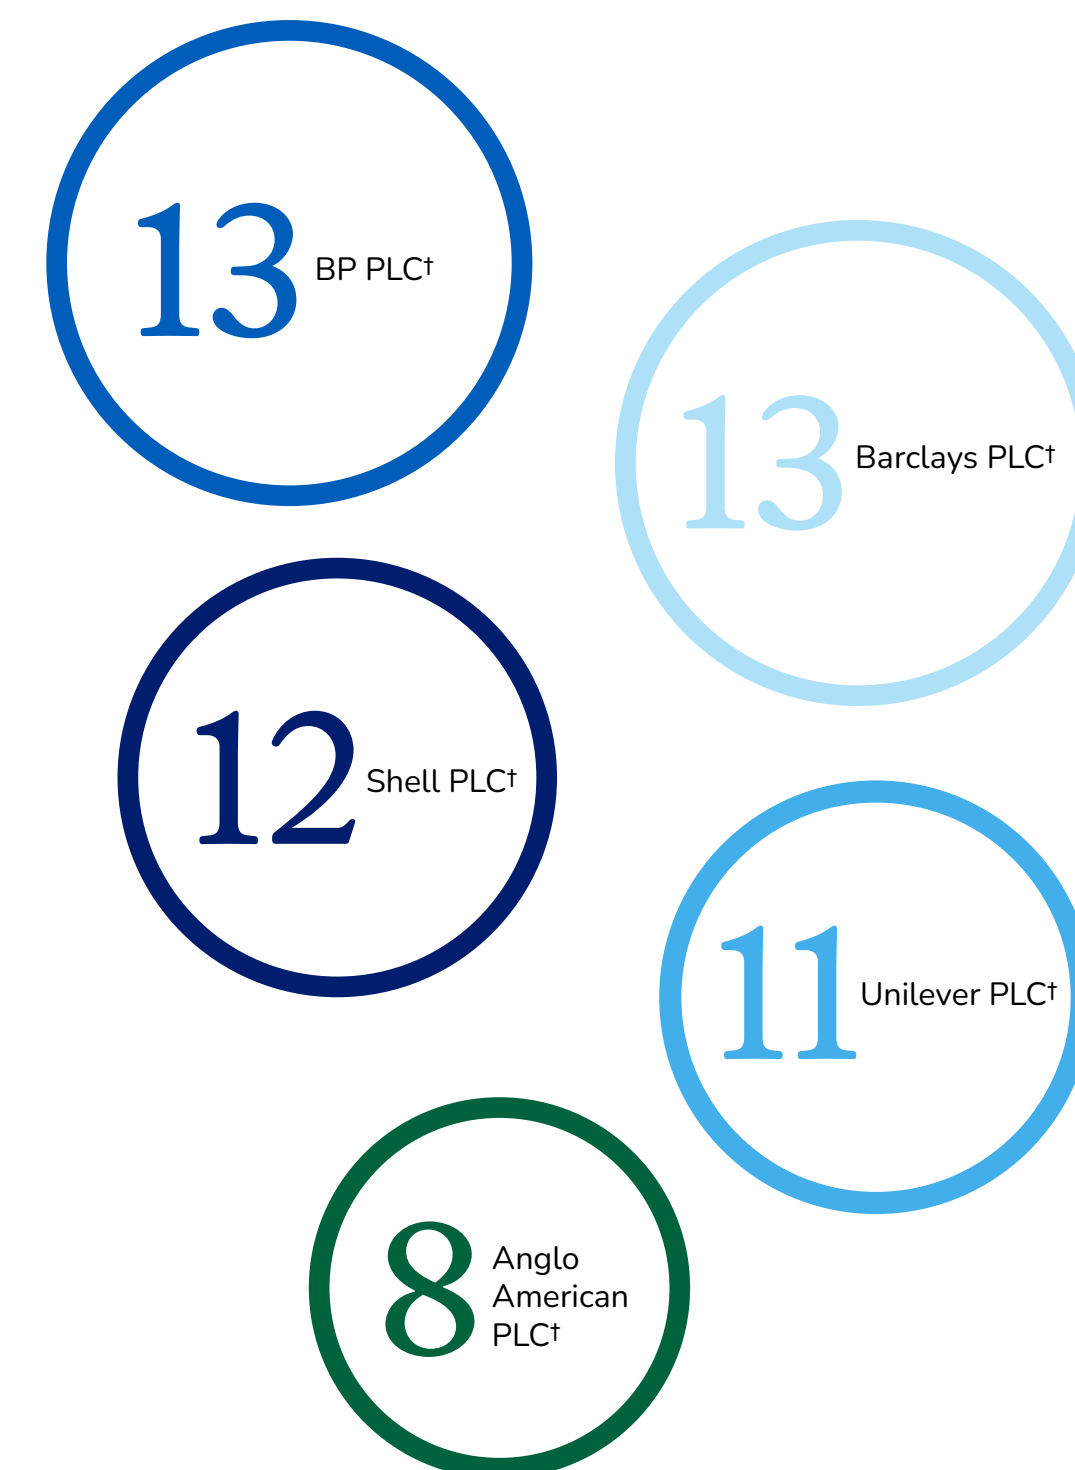 13 BP PLC†
13 Barclays PLC†
12 Shell PLC†
11 Unilever PLC†
8 Anglo
American
PLC†